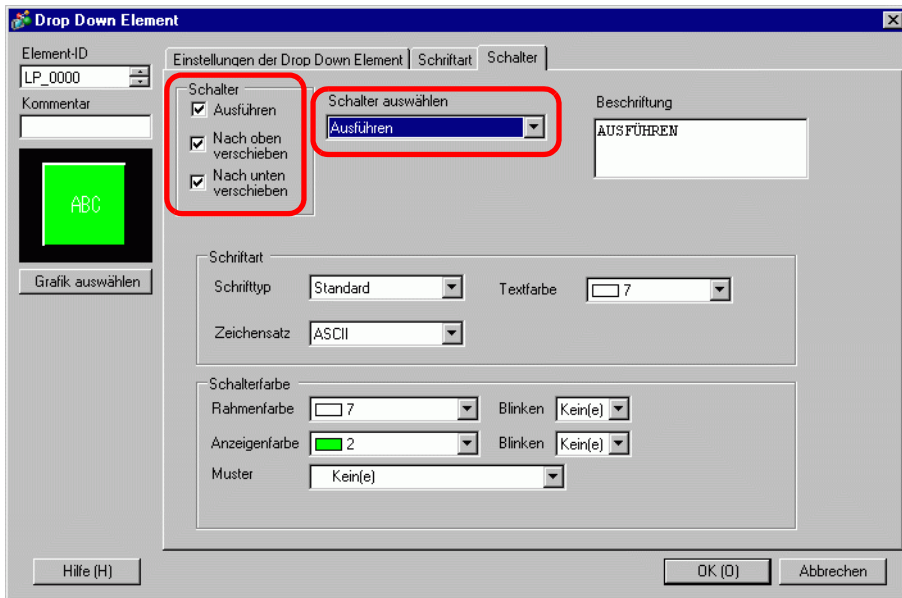 Drop Down Element
Element-ID
LP_0000
Kommentar
ABC
Grafik auswählen
Einstellungen der Drop Down Element
Schriftart
Schalter
Schalter
Ausführen
Nach oben
verschieben
Nach unten
verschieben
Schalter auswählen
Ausführen
Beschriftung
AUSFÜHREN
Schriftart
Schrifttyp
Standard
Textfarbe
7
Zeichensatz
ASCII
Schalterfarbe
Rahmenfarbe
7
Blinken
Kein(e)
Anzeigenfarbe
2
Blinken
Kein(e)
Muster
Kein(e)
Hilfe (H)
OK (O)
Abbrechen